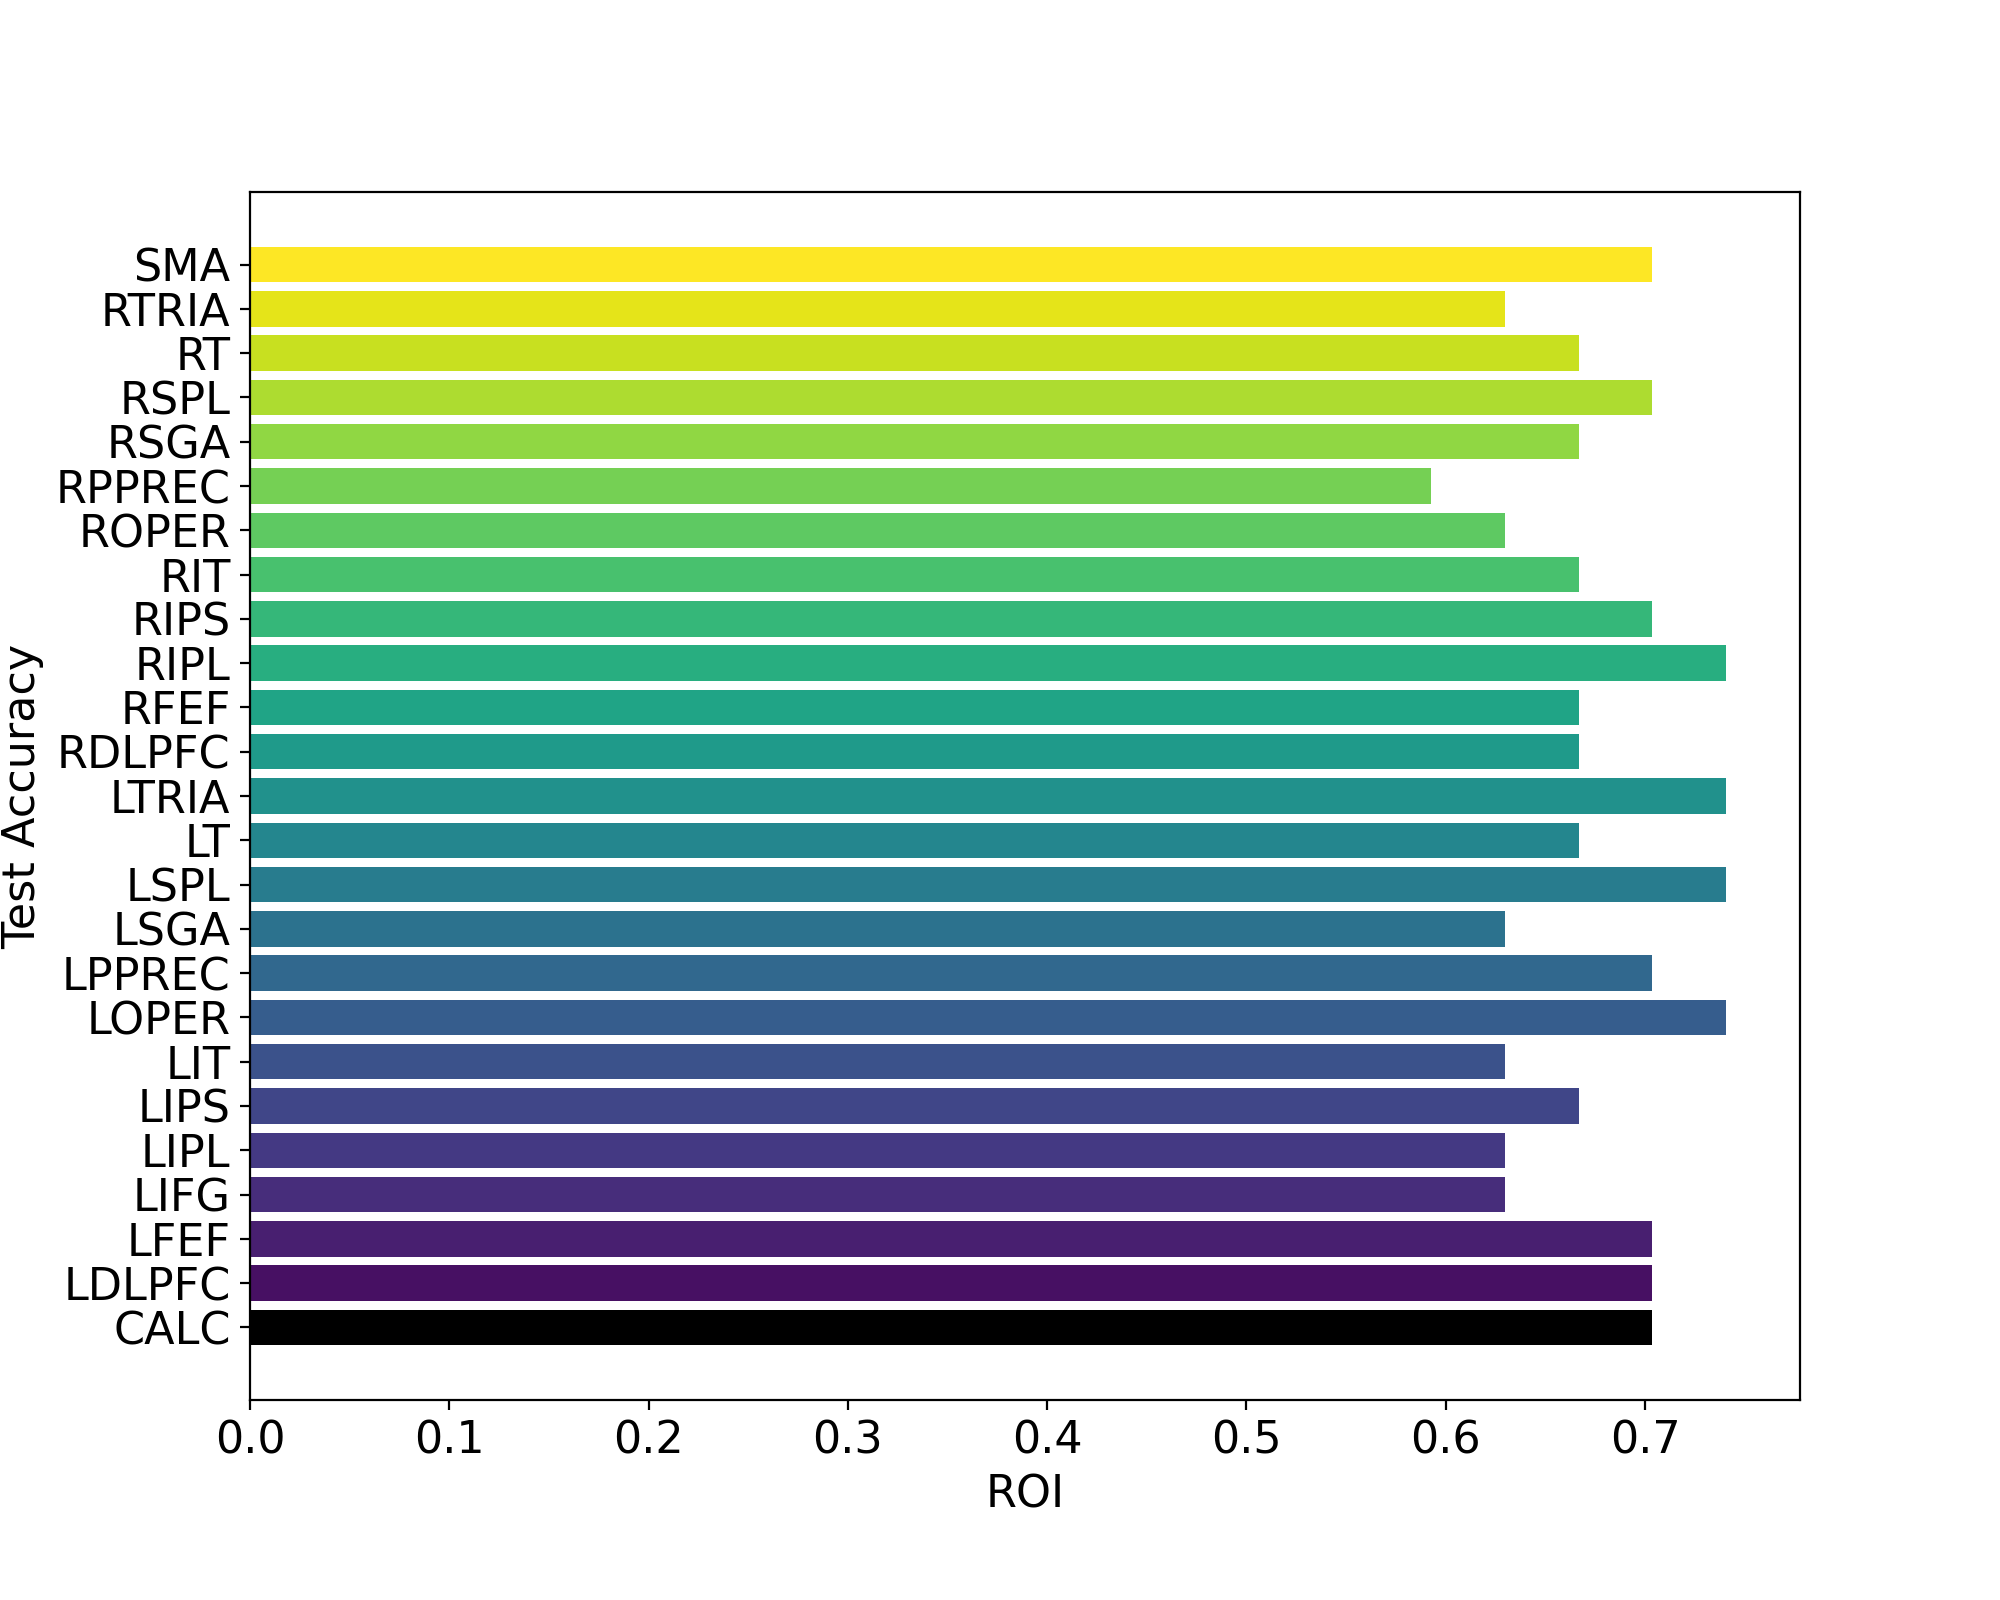 SMA
RTRIA
RT
RSPL
RSGA
RPPREC
ROPER
RIT
RIPS
RIPL
RFEF
RDLPFC
LTRIA
LT
LSPL
LSGA
LPPREC
LOPER
LIT
LIPS
LIPL
LIFG
LFEF
LDLPFC
CALC
Test Accuracy
0.0 0.1 0.2 0.3 0.4 0.5 0.6 0.7
ROI